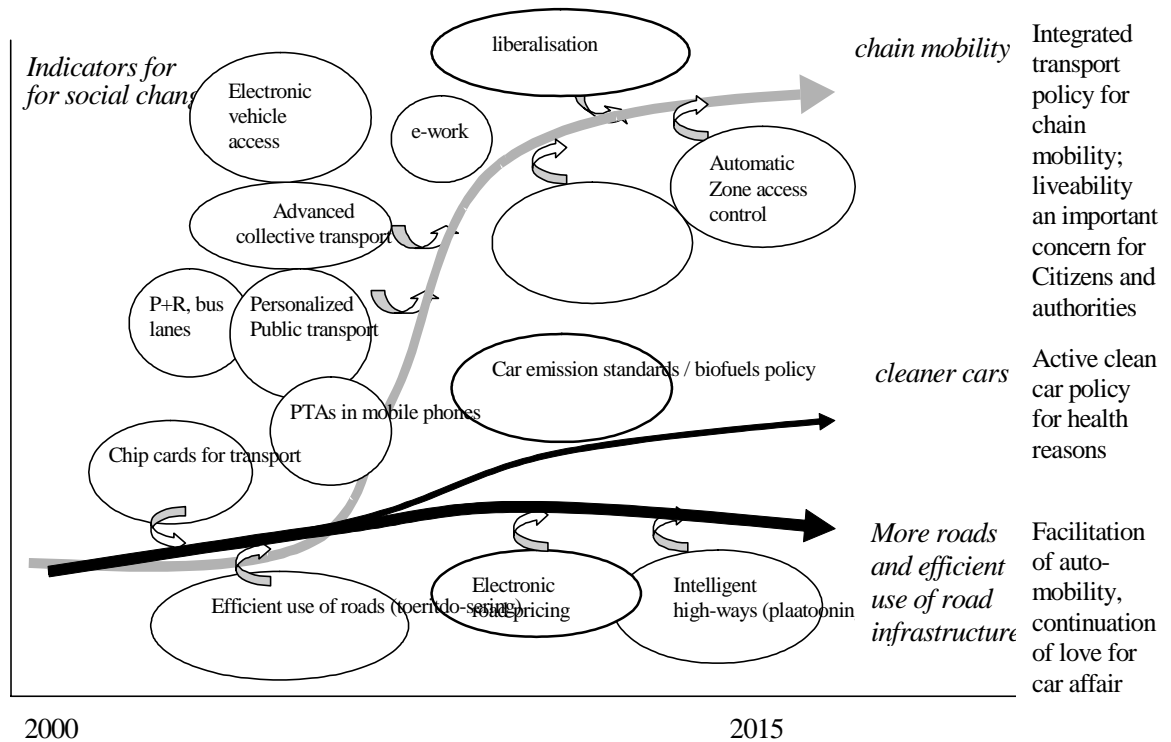 Indicators for
for social chang
Electronic
vehicle
access
liberalisation
e-work
chain mobility
Integrated
transport
policy for
chain
mobility;
liveability
an important
concern for
Citizens and
authorities
Automatic
Zone access
control
Advanced
collective transport
P+R, bus
lanes
Personalized
Public transport
Car emission standards / biofuels policy
cleaner cars
Active clean
car policy
for health
reasons
PTAs in mobile phones
Chip cards for transport
More roads
and efficient
use of road
infrastructure
Facilitation
of auto-
mobility,
continuation
of love for
car affair
Efficient use of roads (toeritdo-sering)
Electronic
road-pricing
Intelligent
high-ways (plaatoonin
2000
2015